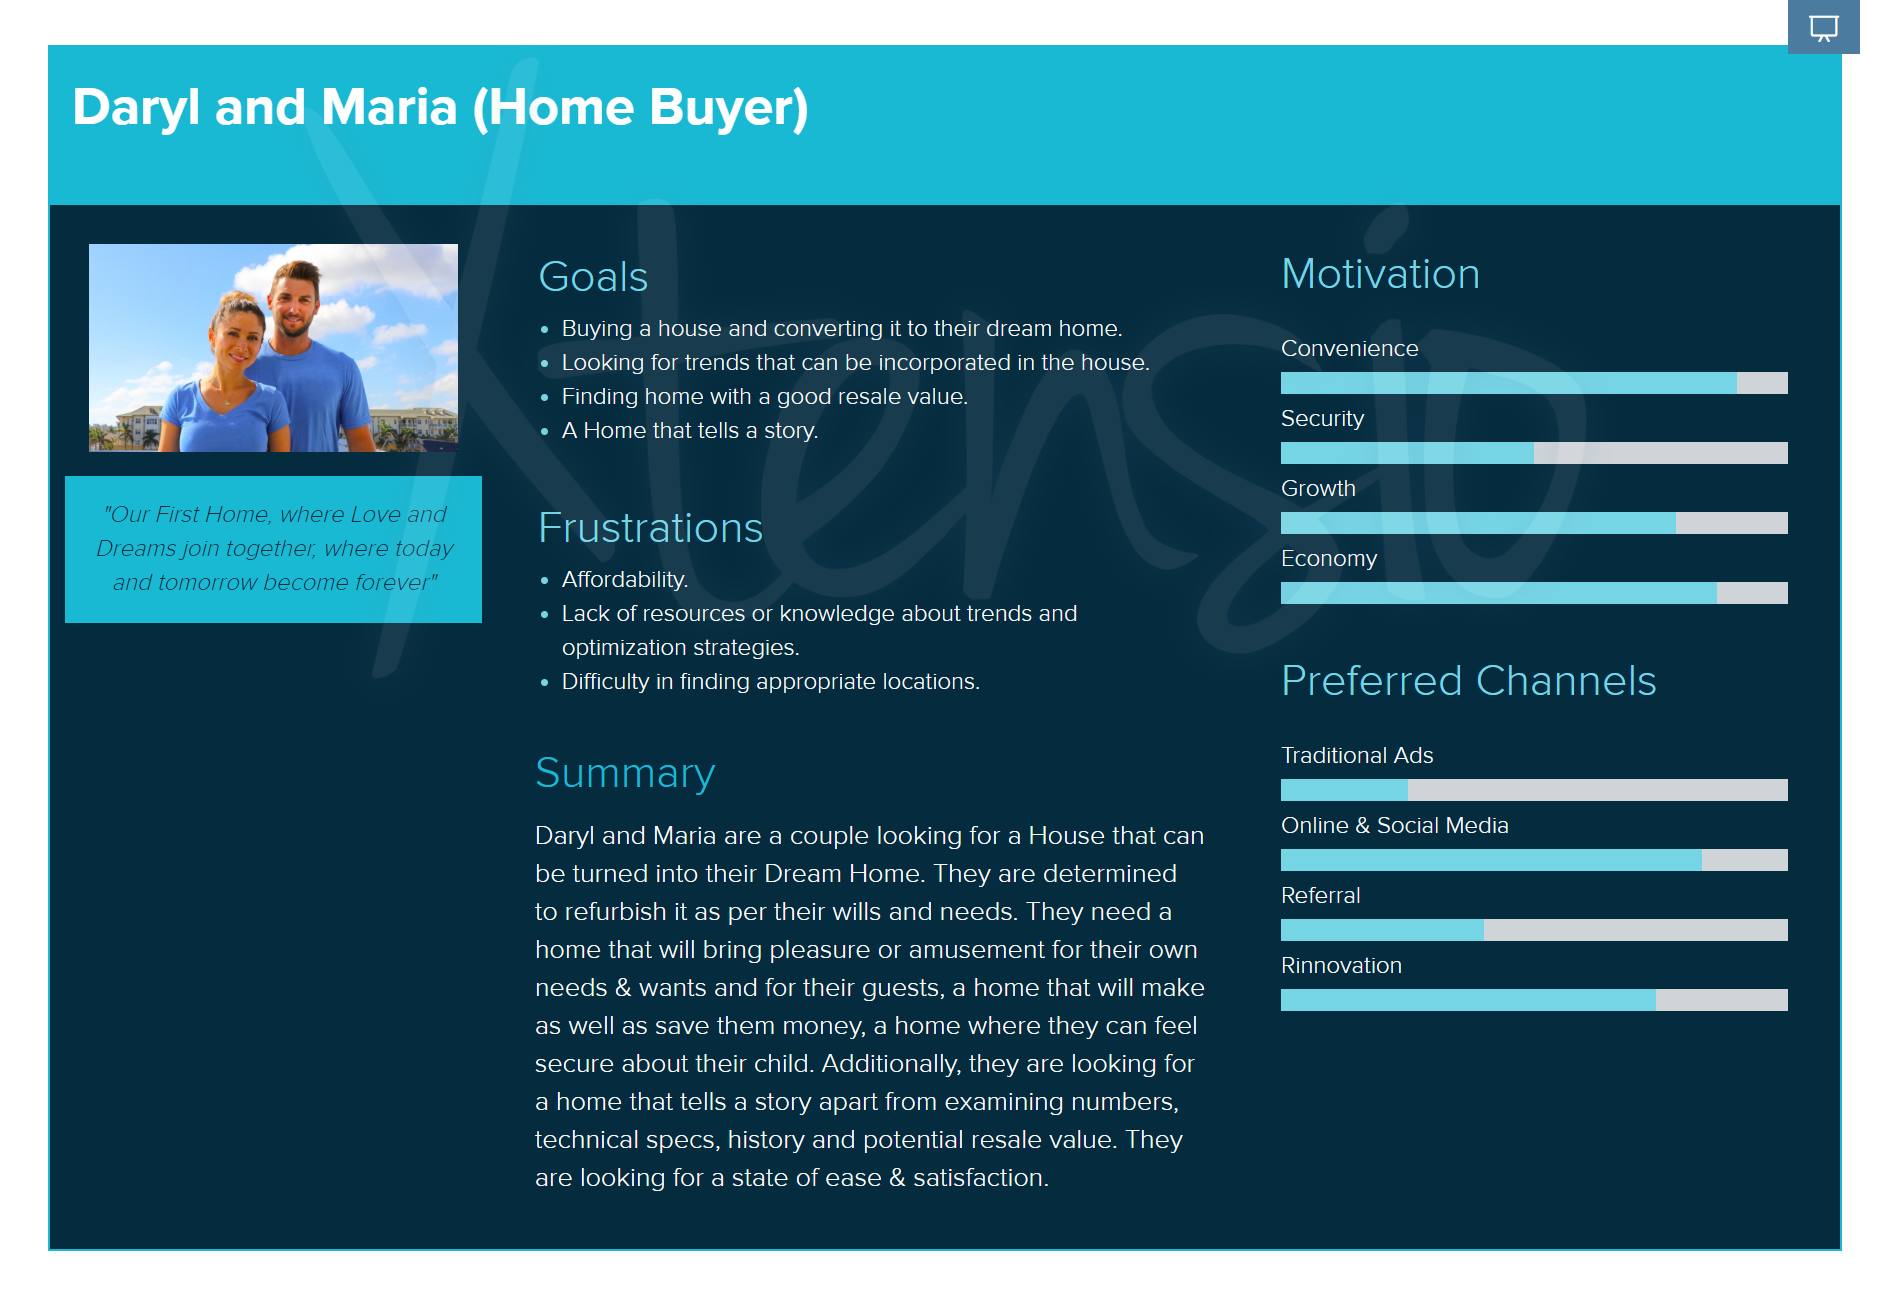 Daryl and Maria (Home Buyer)
"Our First Home, where Love and
Dreams join together, where today
and tomorrow become forever"
Goals
Buying a house and converting it to their dream home.
Looking for trends that can be incorporated in the house.
Finding home with a good resale value.
A Home that tells a story.
Frustrations
Affordability.
Lack of resources or knowledge about trends and
optimization strategies.
Difficulty in finding appropriate locations.
Summary
Daryl and Maria are a couple looking for a House that can
be turned into their Dream Home. They are determined
to refurbish it as per their wills and needs. They need a
home that will bring pleasure or amusement for their own
needs & wants and for their guests, a home that will make
as well as save them money, a home where they can feel
secure about their child. Additionally, they are looking for
a home that tells a story apart from examining numbers,
technical specs, history and potential resale value. They
are looking for a state of ease & satisfaction.
Motivation
Convenience
Security
Growth
Economy
Preferred Channels
Traditional Ads
Online & Social Media
Referral
Rinnovation
Xtensio